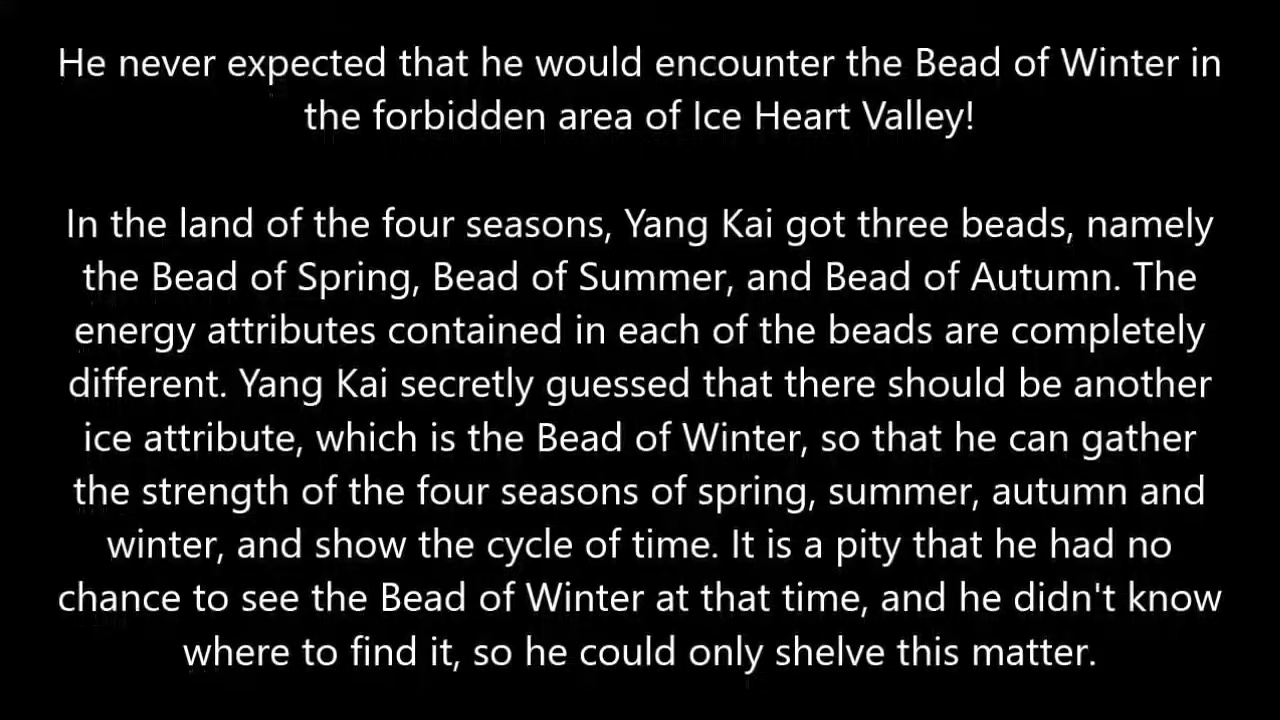 He never expected that he would encounter the Bead of Winter in
the forbidden area of Ice Heart Valley!
In the land of the four seasons, Yang Kai got three beads, namely
the Bead of Spring, Bead of Summer, and Bead of Autumn. The
energy attributes contained in each of the beads are completely
different. Yang Kai secretly guessed that there should be another
ice attribute, which is the Bead of Winter, so that he can gather
the strength of the four seasons of spring, summer, autumn and
winter, and show the cycle of time. It is a pity that he had no
chance to see the Bead of Winter at that time, and he didn't know
where to find it, so he could only shelve this matter.